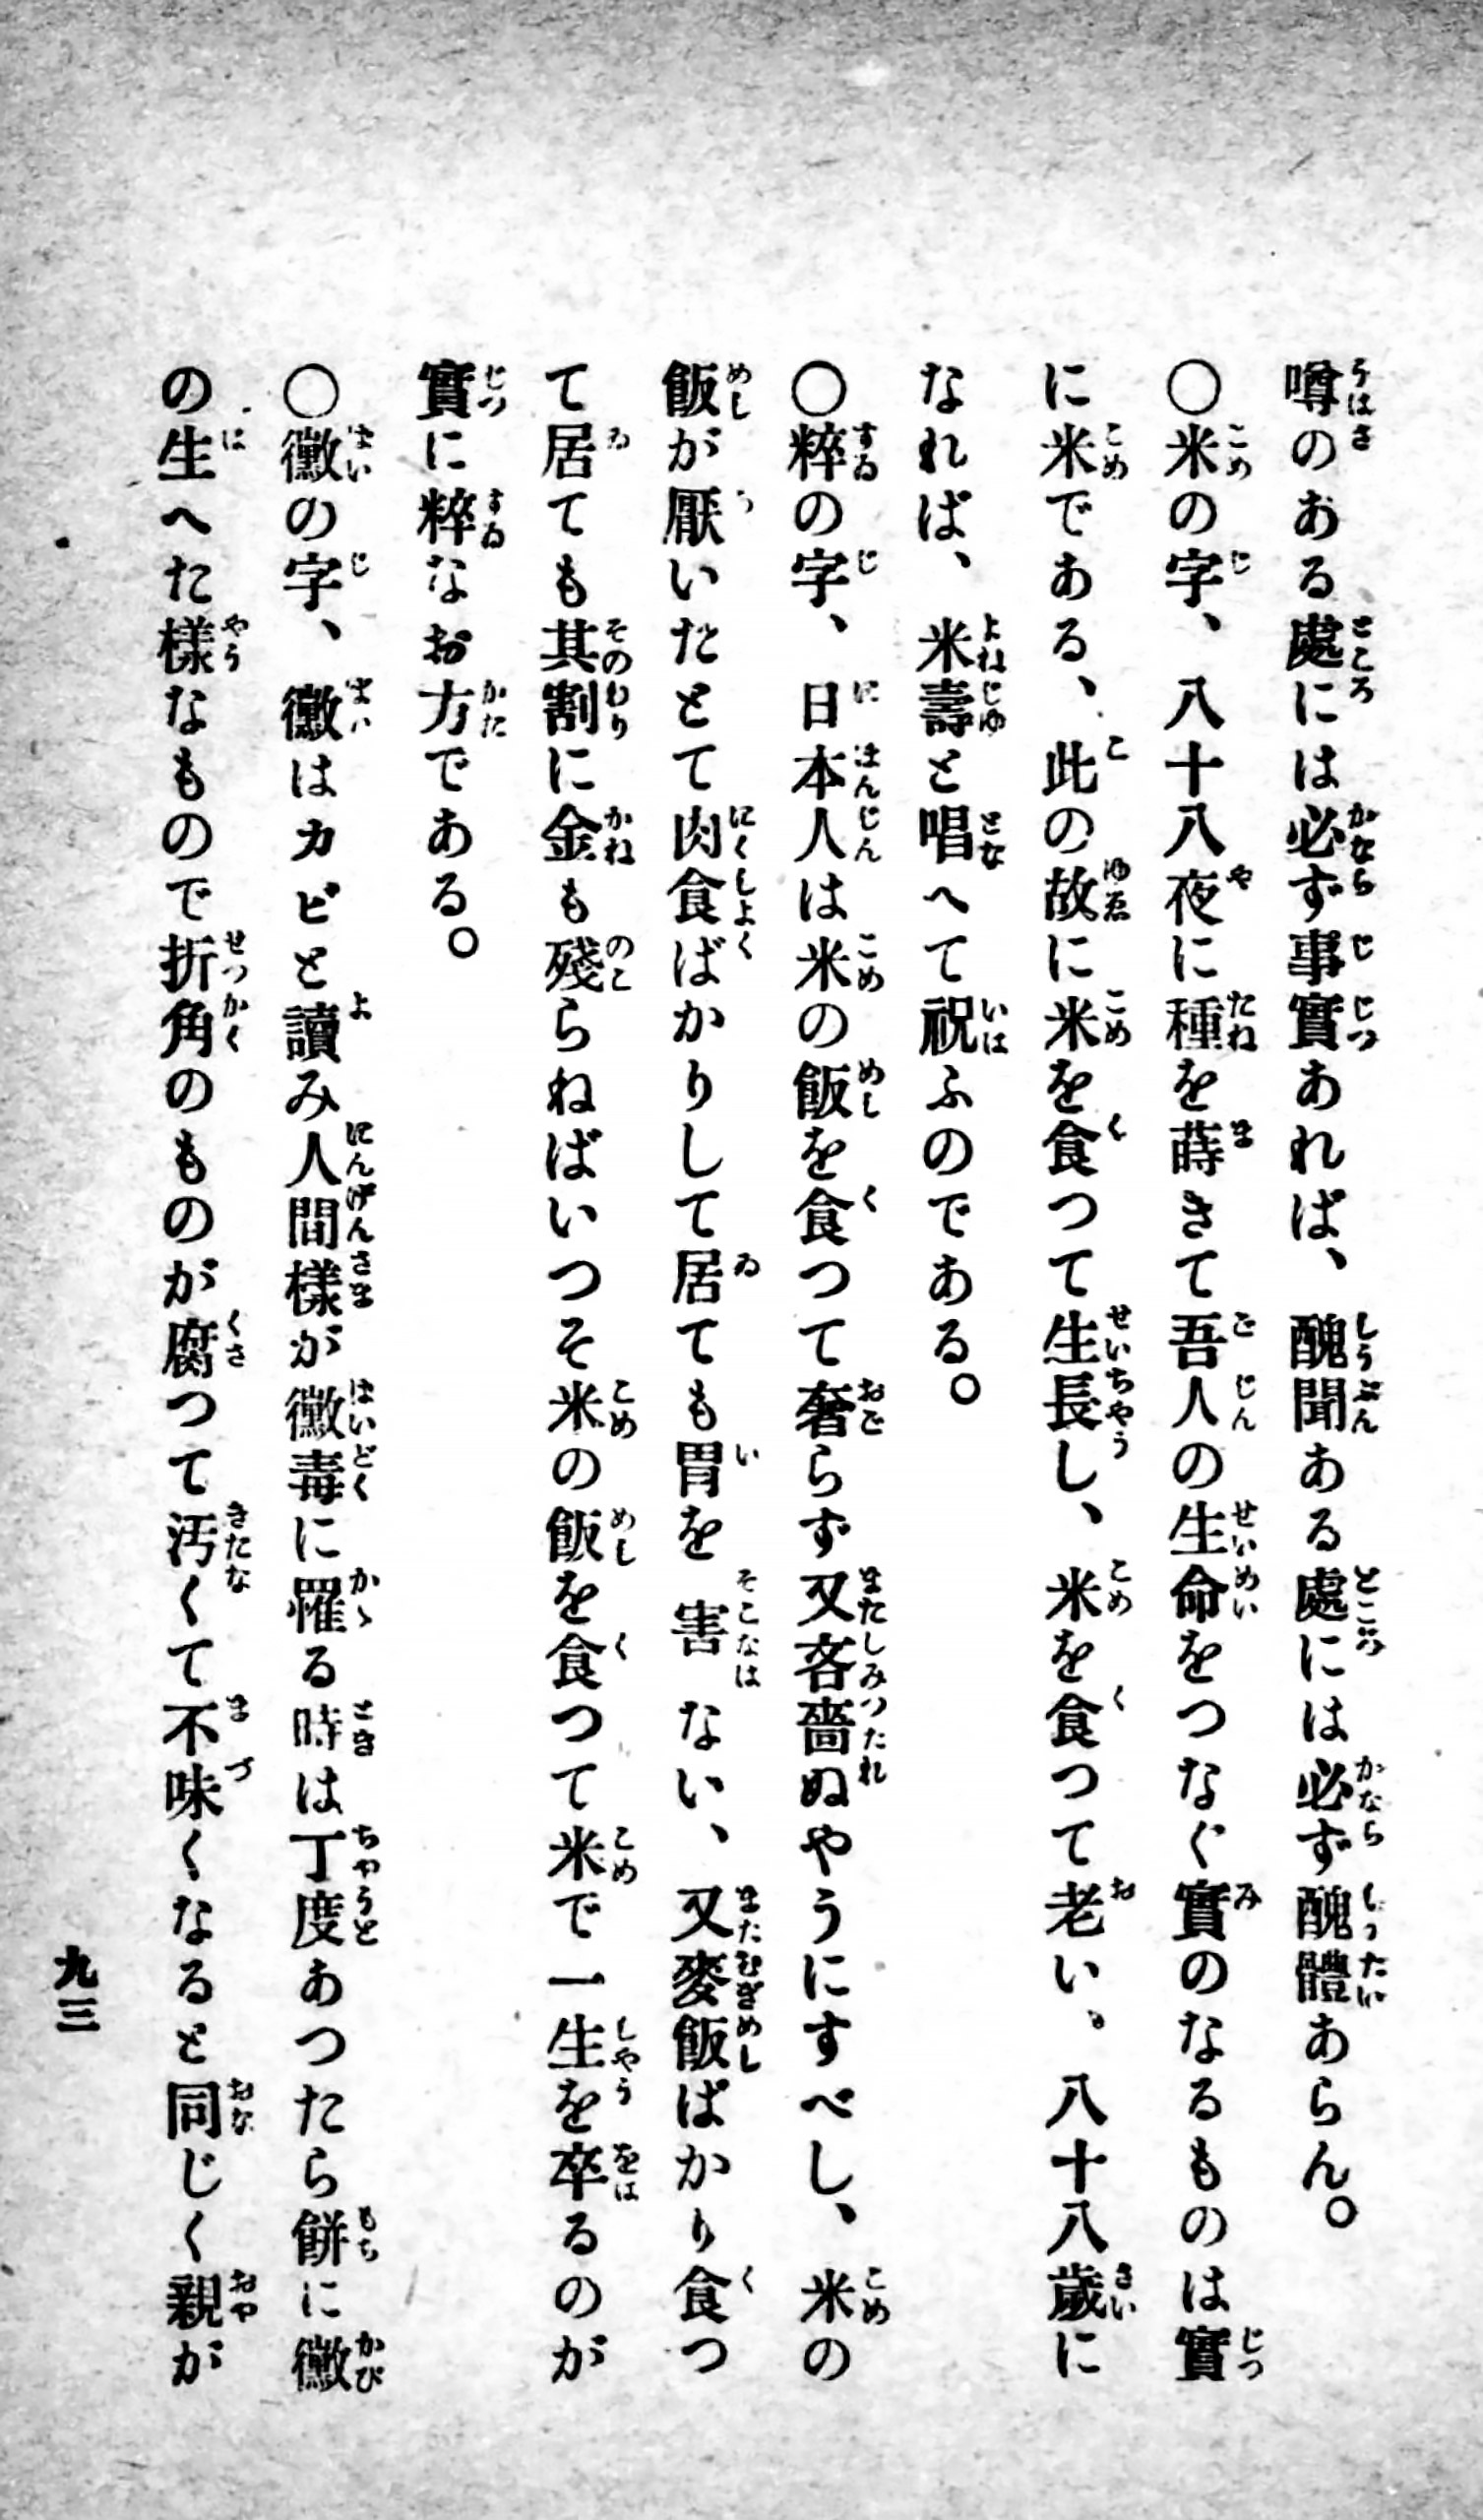 噂のある處には必ず事實あれば、醜聞ある處には必ず醜體あらん。
〇米の字、八十八夜に種を蒔きて吾人の生命をつなぐ實のなるものは實
に米である、此の故に米を食つて生長し、米を食つて老い、八十八歲に
なれば、米壽と唱へて祝ふのである。
〇粹の字、日本人は米の飯を食つて奢らず又吝嗇ぬやうにすべし、米の
飯が厭いたとて肉食ばかりして居ても胃を害ない、又麥飯ばかり食つ
て居ても其割に金も殘らねばいつそ米の飯を食つて米で一生を卒るのが
實に粹なお方である。
〇黴の字、黴はカビと讀み人間樣が黴毒に罹る時は丁度あつたら餅に黴
の生へた樣なもので折角のものが腐つて汚くて不味くなると同じく親が
九三